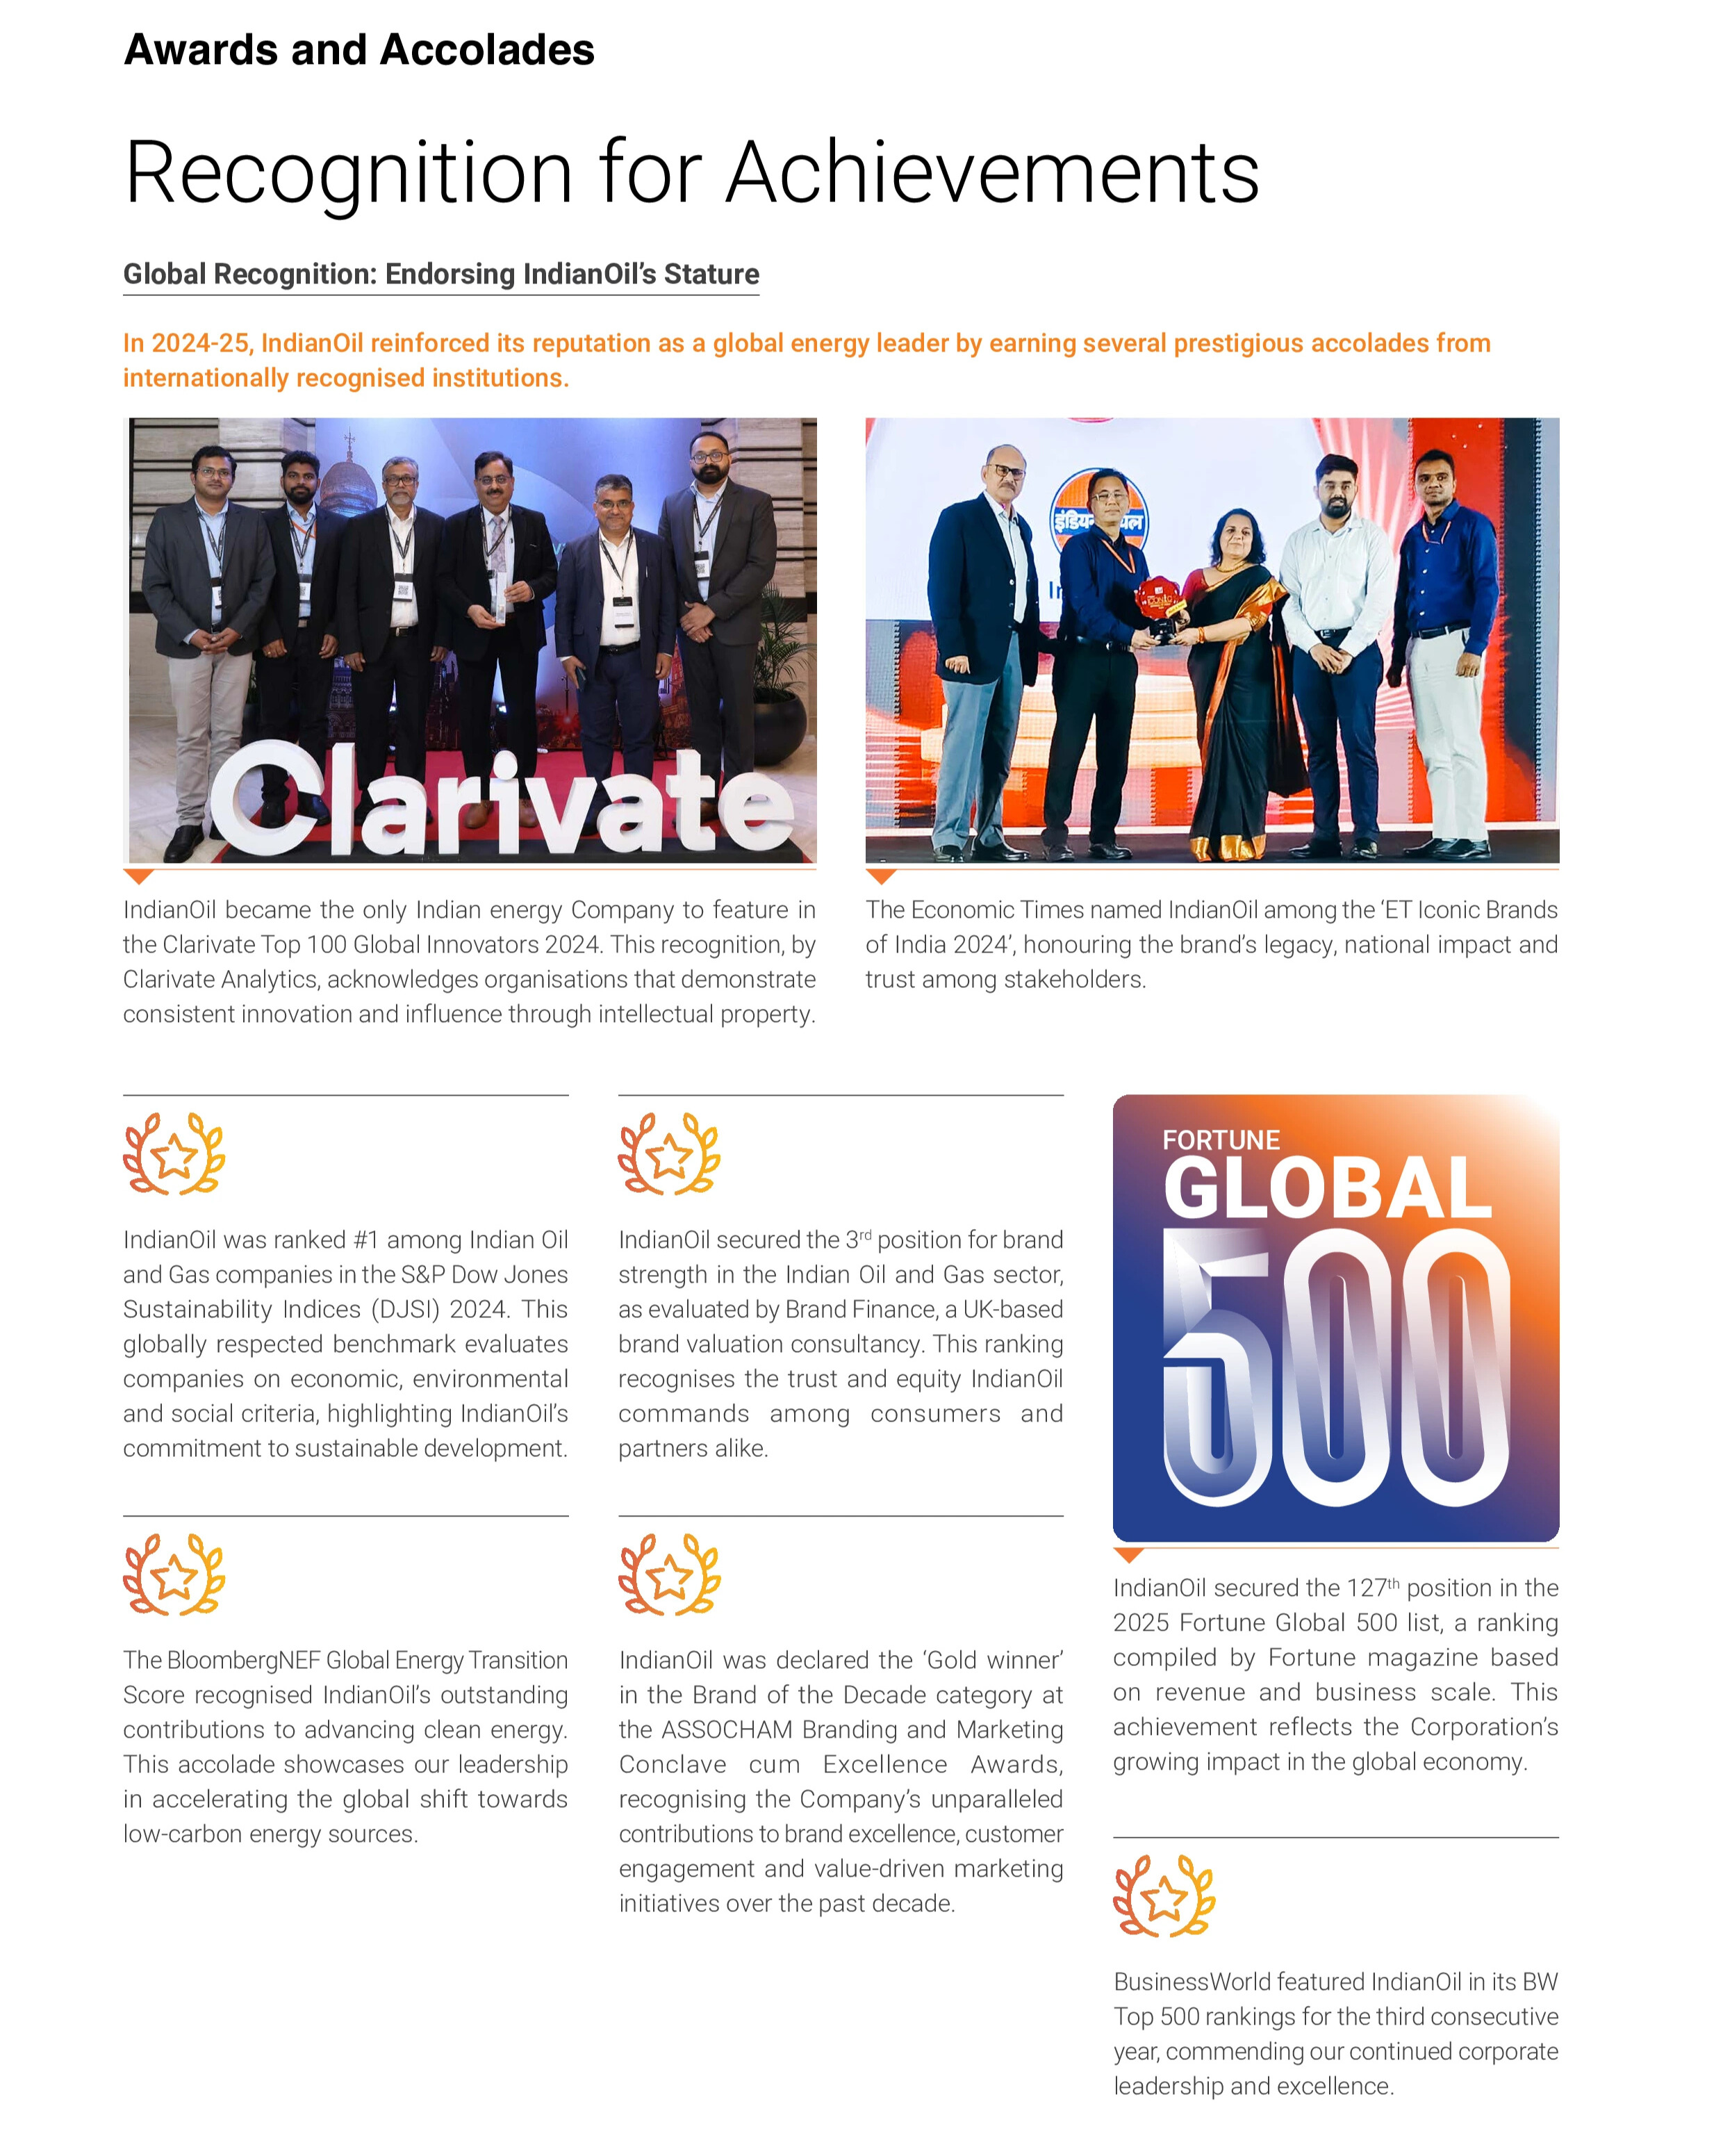 Awards and Accolades
Recognition for Achievements
Global Recognition: Endorsing IndianOil's Stature
In 2024-25, IndianOil reinforced its reputation as a global energy leader by earning several prestigious accolades from
internationally recognised institutions.
Clarivate
इंडियनऑयल
IndianOil became the only Indian energy Company to feature in
the Clarivate Top 100 Global Innovators 2024. This recognition, by
Clarivate Analytics, acknowledges organisations that demonstrate
consistent innovation and influence through intellectual property.
The Economic Times named IndianOil among the ‘ET Iconic Brands
of India 2024’, honouring the brand’s legacy, national impact and
trust among stakeholders.
IndianOil was ranked #1 among Indian Oil
and Gas companies in the S&P Dow Jones
Sustainability Indices (DJSI) 2024. This
globally respected benchmark evaluates
companies on economic, environmental
and social criteria, highlighting IndianOil’s
commitment to sustainable development.
The BloombergNEF Global Energy Transition
Score recognised IndianOil’s outstanding
contributions to advancing clean energy.
This accolade showcases our leadership
in accelerating the global shift towards
low-carbon energy sources.
IndianOil secured the 3rd position for brand
strength in the Indian Oil and Gas sector,
as evaluated by Brand Finance, a UK-based
brand valuation consultancy. This ranking
recognises the trust and equity IndianOil
commands among consumers and
partners alike.
IndianOil was declared the ‘Gold winner’
in the Brand of the Decade category at
the ASSOCHAM Branding and Marketing
Conclave cum Excellence Awards,
recognising the Company’s unparalleled
contributions to brand excellence, customer
engagement and value-driven marketing
initiatives over the past decade.
FORTUNE
GLOBAL
500
IndianOil secured the 127th position in the
2025 Fortune Global 500 list, a ranking
compiled by Fortune magazine based
on revenue and business scale. This
achievement reflects the Corporation’s
growing impact in the global economy.
BusinessWorld featured IndianOil in its BW
Top 500 rankings for the third consecutive
year, commending our continued corporate
leadership and excellence.